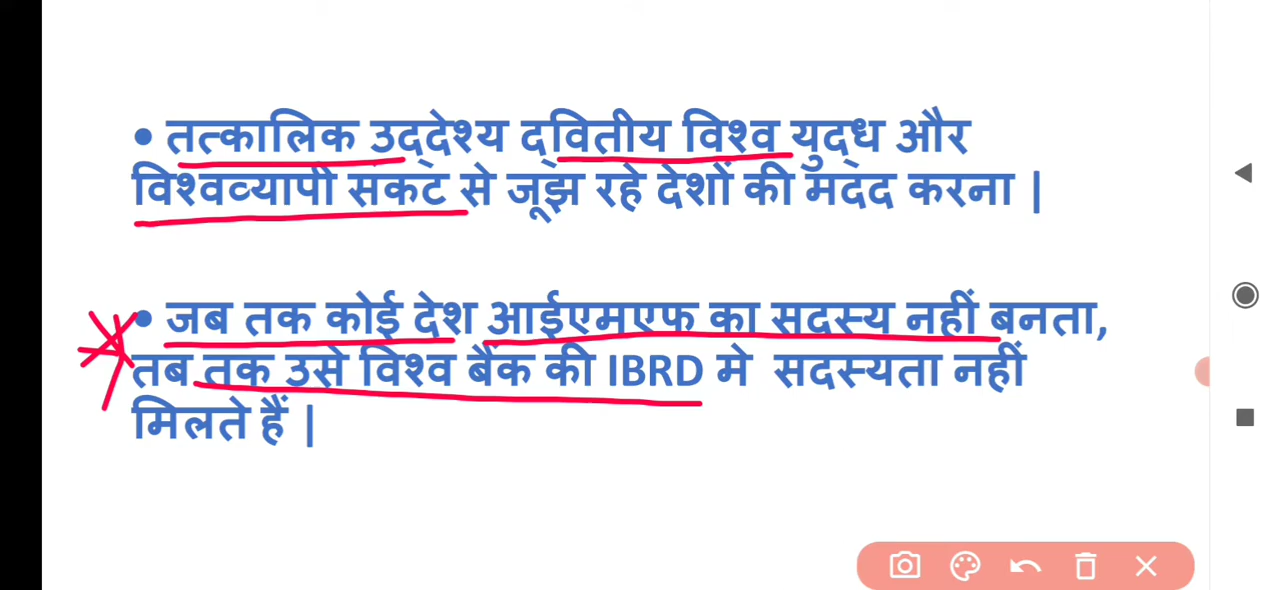 • तत्कालिक उद्देश्य द्वितीय विश्व युद्ध और
विश्वव्यापी संकट से जूझ रहे देशों की मदद करना |
• जब तक कोई देश आईएमएफ का सदस्य नहीं बनता,
तब तक उसे विश्व बैंक की IBRD मे सदस्यता नहीं
मिलते हैं |